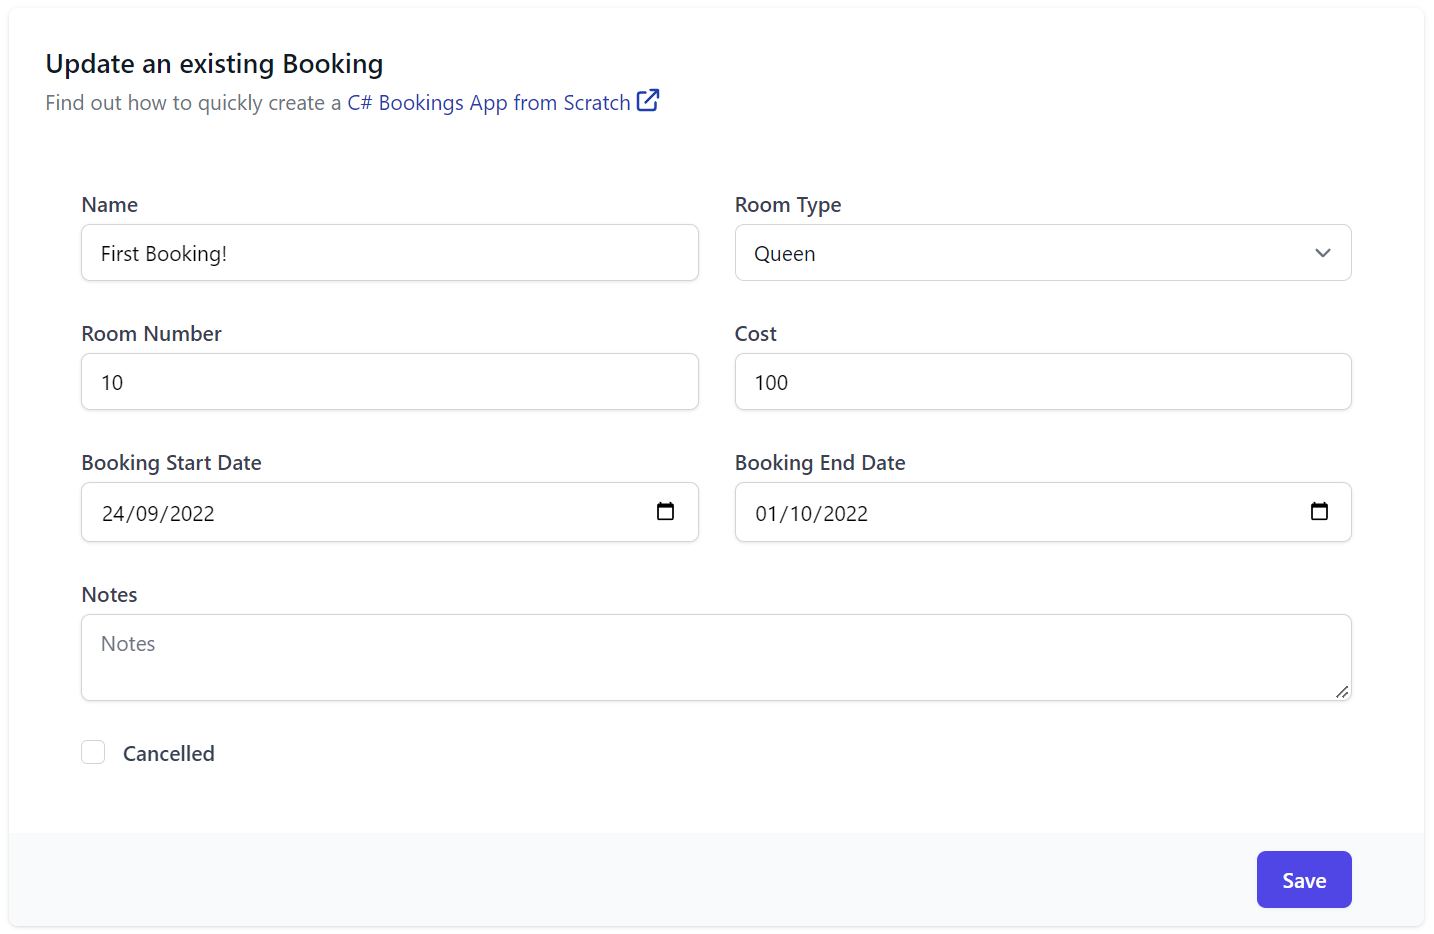 Update an existing Booking
Find out how to quickly create a C# Bookings App from Scratch
Name
Room Type
First Booking!
Queen
Room Number
Cost
10
100
Booking Start Date
Booking End Date
24/09/2022
01/10/2022
Notes
Notes
Cancelled
Save